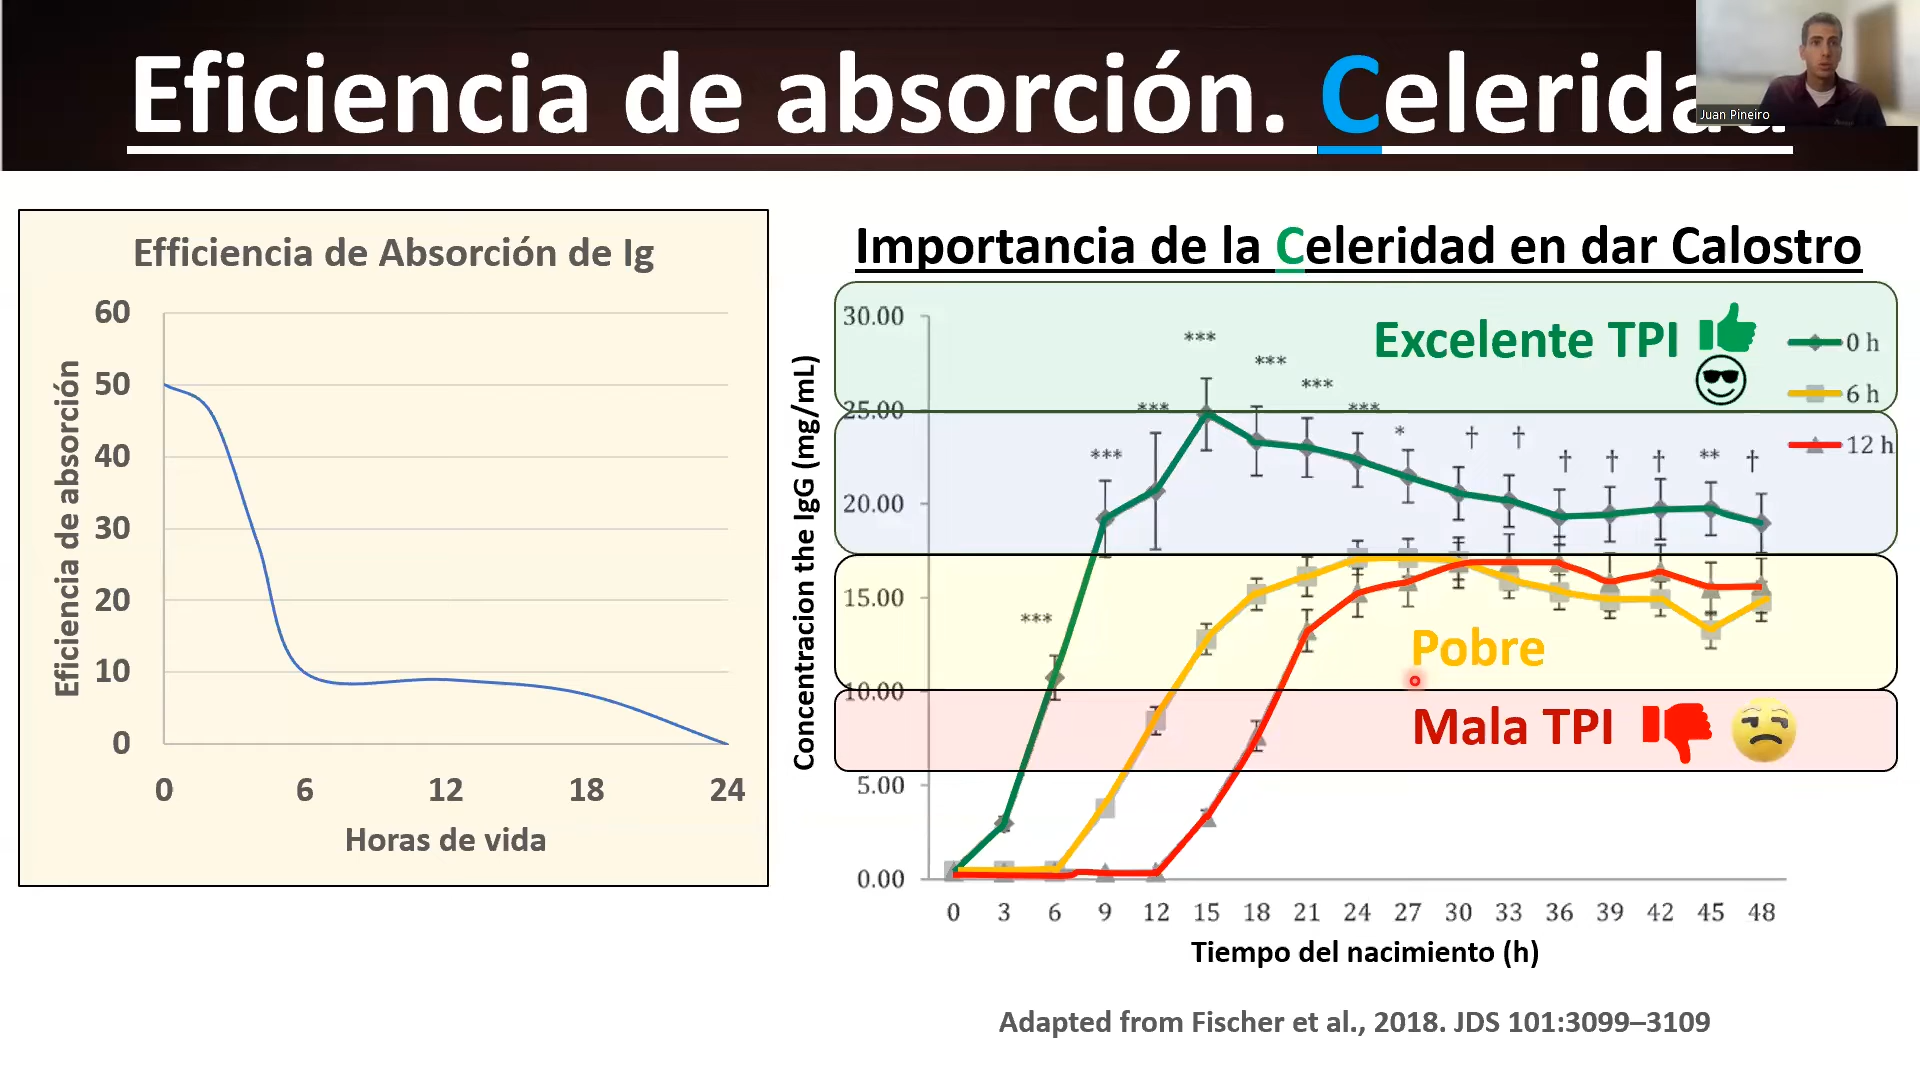 Eficiencia de absorción. Celeridad
Juan Pineiro
Efficiencia de Absorción de Ig
60
50
40
30
20
10
0
Eficiencia de absorción
0 6 12 18 24
Horas de vida
Importancia de la Celeridad en dar Calostro
30.00
25.00
20.00
15.00
10.00
5.00
0.00
Concentracion the IgG (mg/mL)
Excelente TPI
0 h
6 h
12 h
*** *** *** *** *** *** *** * † † † † † ** †
Pobre
Mala TPI
0 3 6 9 12 15 18 21 24 27 30 33 36 39 42 45 48
Tiempo del nacimiento (h)
Adapted from Fischer et al., 2018. JDS 101:3099–3109